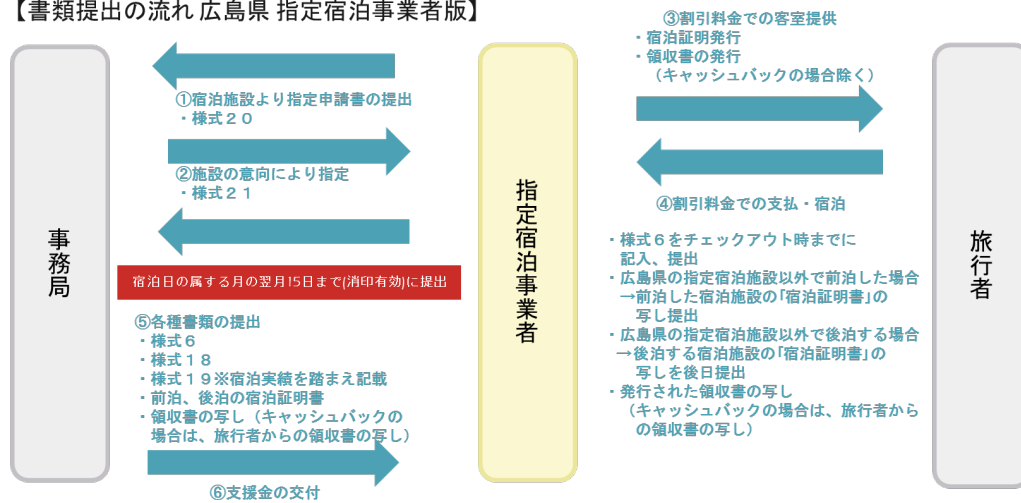 【書類提出の流れ 広島県 指定宿泊事業者版】
事務局
①宿泊施設より指定申請書の提出
・様式２０
②施設の意向により指定
・様式２１
宿泊日の属する月の翌月15日まで(消印有効)に提出
⑤各種書類の提出
・様式６
・様式１８
・様式１９※宿泊実績を踏まえ記載
・前泊、後泊の宿泊証明書
・領収書の写し（キャッシュバックの
場合は、旅行者からの領収書の写し）
⑥支援金の交付
指定宿泊事業者
③割引料金での客室提供
・宿泊証明発行
・領収書の発行
（キャッシュバックの場合除く）
④割引料金での支払・宿泊
・様式６をチェックアウト時までに
記入、提出
・広島県の指定宿泊施設以外で前泊した場合
→前泊した宿泊施設の｢宿泊証明書｣の
写し提出
・広島県の指定宿泊施設以外で後泊する場合
→後泊する宿泊施設の｢宿泊証明書｣の
写しを後日提出
・発行された領収書の写し
（キャッシュバックの場合は、旅行者から
の領収書の写し）
旅行者